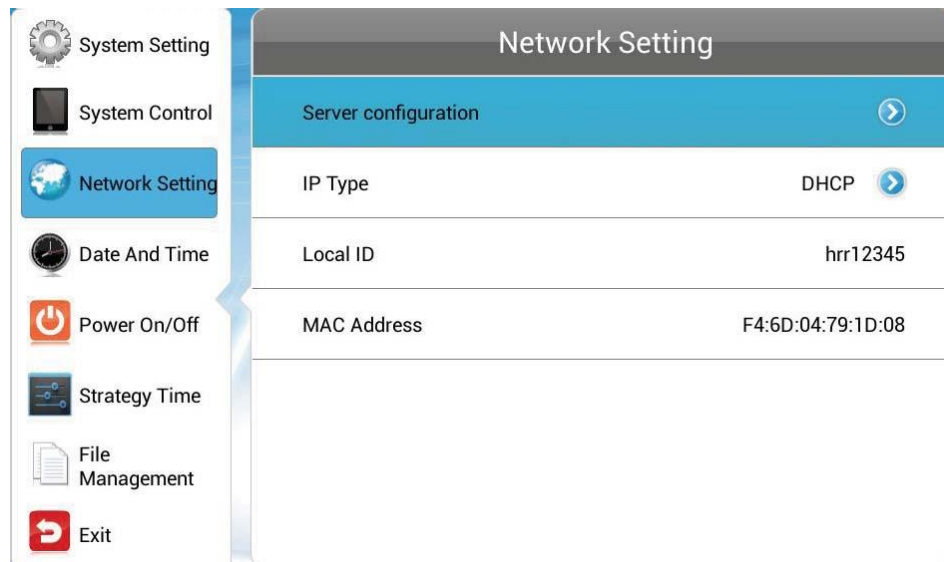 System Setting
System Control
Network Setting
Date And Time
Power On/Off
Strategy Time
File
Management
Exit
Network Setting
Server configuration
IP Type DHCP
Local ID hrr12345
MAC Address F4:6D:04:79:1D:08